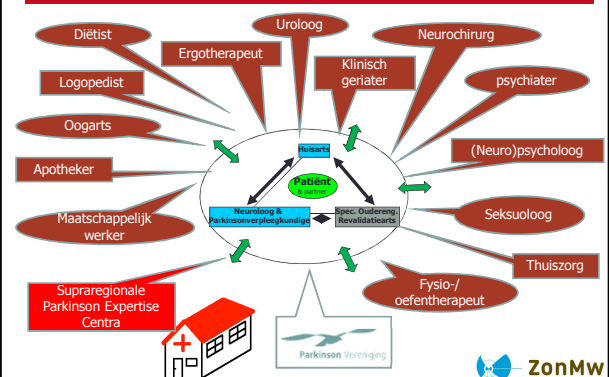 Diëtist
Uroloog
Neurochirurg
Ergotherapeut
Klinisch
geriater
Logopedist
psychiater
Oogarts
Huisarts
(Neuro)psycholoog
Apotheker
Patiënt
& partner
Neuroloog &
Parkinsonverpleegkundige
Spec. Oudereng.
Revalidatiearts
Maatschappelijk
werker
Seksuoloog
Thuiszorg
Supraregionale
Parkinson Expertise
Centra
Fysio-/
oefentherapeut
Parkinson Vereniging
ZonMw